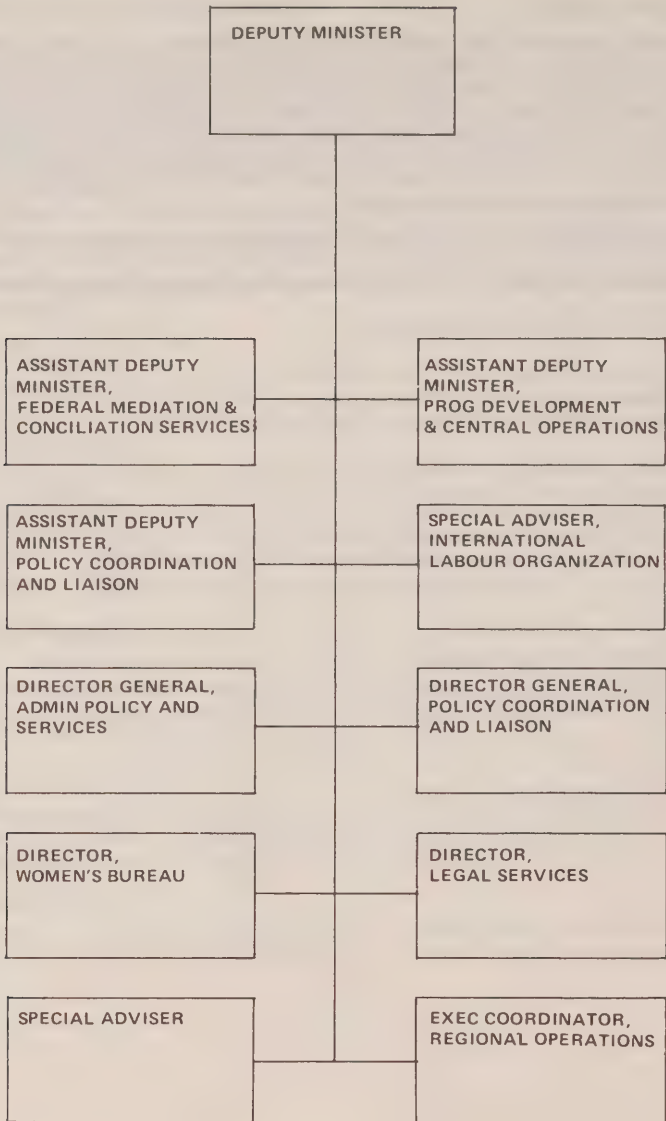 DEPUTY MINISTER
ASSISTANT DEPUTY
MINISTER,
FEDERAL MEDIATION &
CONCILIATION SERVICES
ASSISTANT DEPUTY
MINISTER,
PROG DEVELOPMENT
& CENTRAL OPERATIONS
ASSISTANT DEPUTY
MINISTER,
POLICY COORDINATION
AND LIAISON
SPECIAL ADVISER,
INTERNATIONAL
LABOUR ORGANIZATION
DIRECTOR GENERAL,
ADMIN POLICY AND
SERVICES
DIRECTOR GENERAL,
POLICY COORDINATION
AND LIAISON
DIRECTOR,
WOMEN'S BUREAU
DIRECTOR,
LEGAL SERVICES
SPECIAL ADVISER
EXEC COORDINATOR,
REGIONAL OPERATIONS